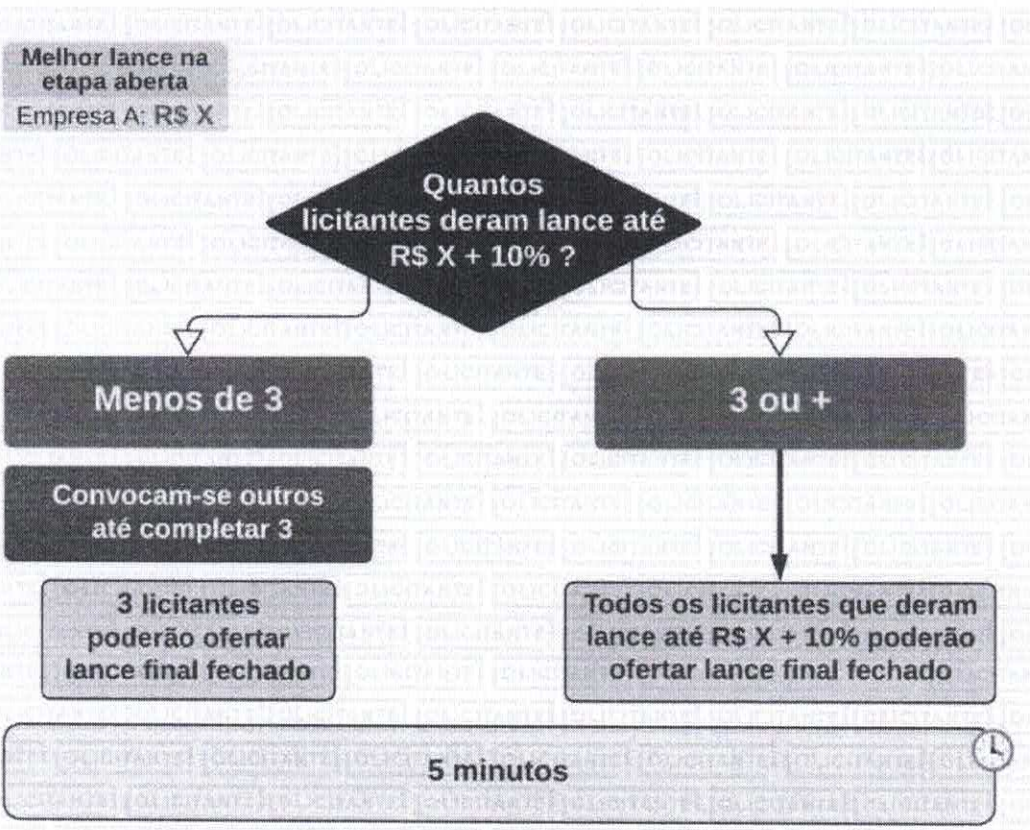 Melhor lance na
etapa aberta
Empresa A: R$ X
Quantos
licitantes deram lance até
R$ X + 10% ?
Menos de 3
3 ou +
Convocam-se outros
até completar 3
3 licitantes
poderão ofertar
lance final fechado
Todos os licitantes que deram
lance até R$ X + 10% poderão
ofertar lance final fechado
5 minutos